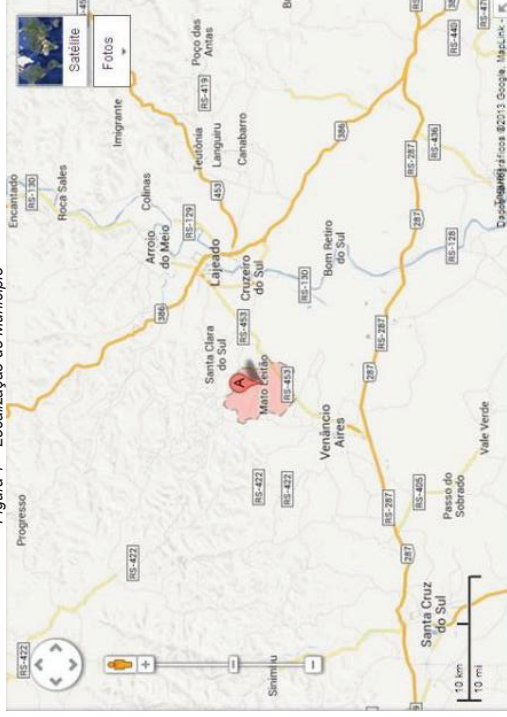 Figura 1 - Localização do Município
Satélite
Fotos
Progresso
RS-422
RS-422
Encantado
RS-130
Roca Sales
Imigrante
Colinas
Poço das
Antas
RS-419
Arroio
do Meio
RS-129
Teutônia
Languiru
Canabarro
453
386
Lajeado
Santa Clara
do Sul
RS-453
Cruzeiro
do Sul
A
Mato Leitão
RS-453
RS-130
Bom Retiro
do Sul
386
RS-422
RS-422
Venâncio
Aires
287
RS-287
287
RS-287
RS-436
RS-440
RS-128
RS-287
RS-405
287
Passo do
Sobrado
Vale Verde
Sinimbu
Santa Cruz
do Sul
10 km
10 mi
©2013 Google, MapLink -